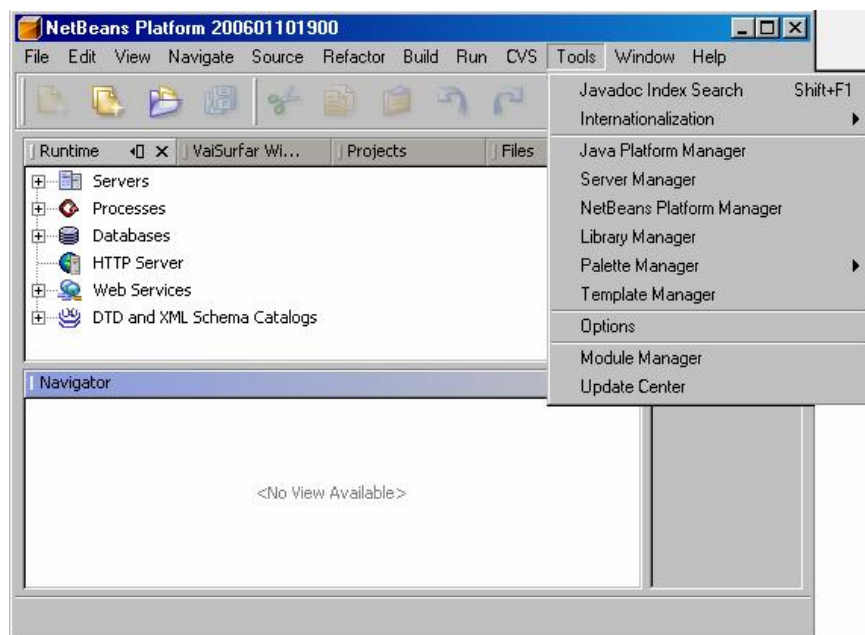 NetBeans Platform 200601101900
File Edit View Navigate Source Refactor Build Run CVS Tools Window Help
Javadoc Index Search Shift+F1
Internationalization
Java Platform Manager
Server Manager
NetBeans Platform Manager
Library Manager
Palette Manager
Template Manager
Options
Module Manager
Update Center
Runtime VaiSurfar Wi... Projects Files
Servers
Processes
Databases
HTTP Server
Web Services
DTD and XML Schema Catalogs
Navigator
<No View Available>